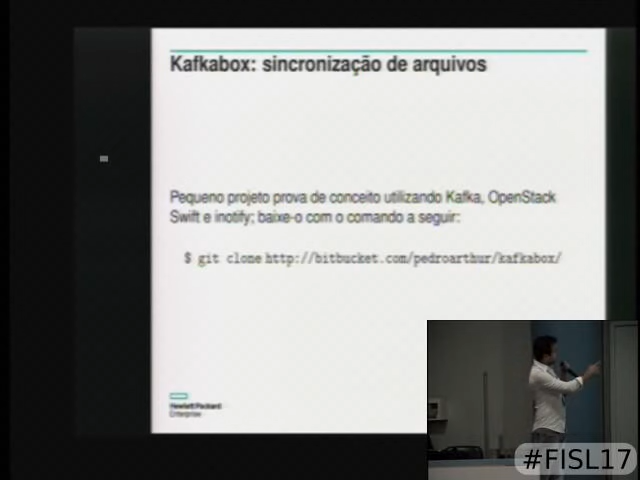 Kafkabox: sincronização de arquivos
Pequeno projeto prova de conceito utilizando Kafka, OpenStack
Swift e inotify; baixe-o com o comando a seguir:
$ git clone http://bitbucket.com/pedroarthur/kafkabox/
Hewlett Packard
Enterprise
#FISL17